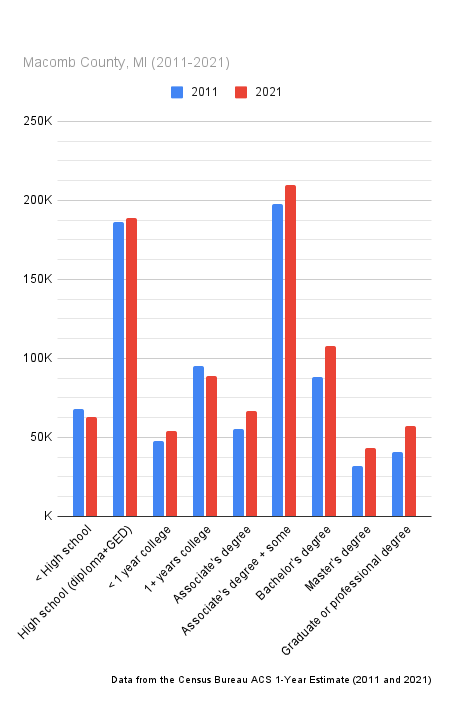 Macomb County, MI (2011-2021)
2011 2021
250K
200K
150K
100K
50K
K
< High school
High school (diploma+GED)
< 1 year college
1+ years college
Associate's degree
Associate's degree + some
Bachelor's degree
Master's degree
Graduate or professional degree
Data from the Census Bureau ACS 1-Year Estimate (2011 and 2021)